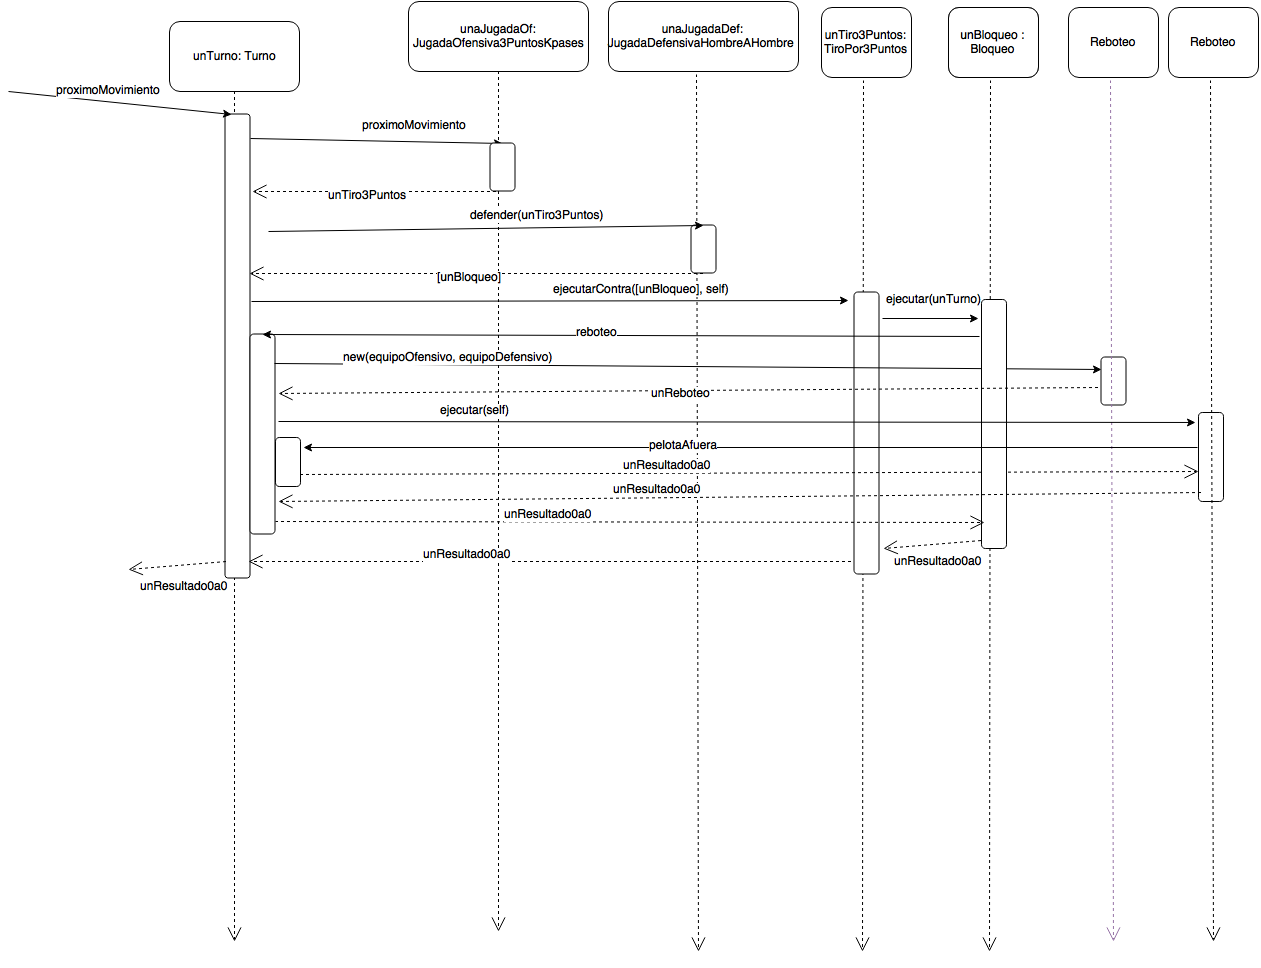 unTurno: Turno
unaJugadaOf:
JugadaOfensiva3PuntosKpases
unaJugadaDef:
JugadaDefensivaHombreAHombre
unTiro3Puntos:
TiroPor3Puntos
unBloqueo :
Bloqueo
Reboteo
Reboteo
proximoMovimiento
proximoMovimiento
unTiro3Puntos
defender(unTiro3Puntos)
[unBloqueo]
ejecutarContra([unBloqueo], self)
ejecutar(unTurno)
reboteo
new(equipoOfensivo, equipoDefensivo)
unReboteo
ejecutar(self)
pelotaAfuera
unResultado0a0
unResultado0a0
unResultado0a0
unResultado0a0
unResultado0a0
unResultado0a0